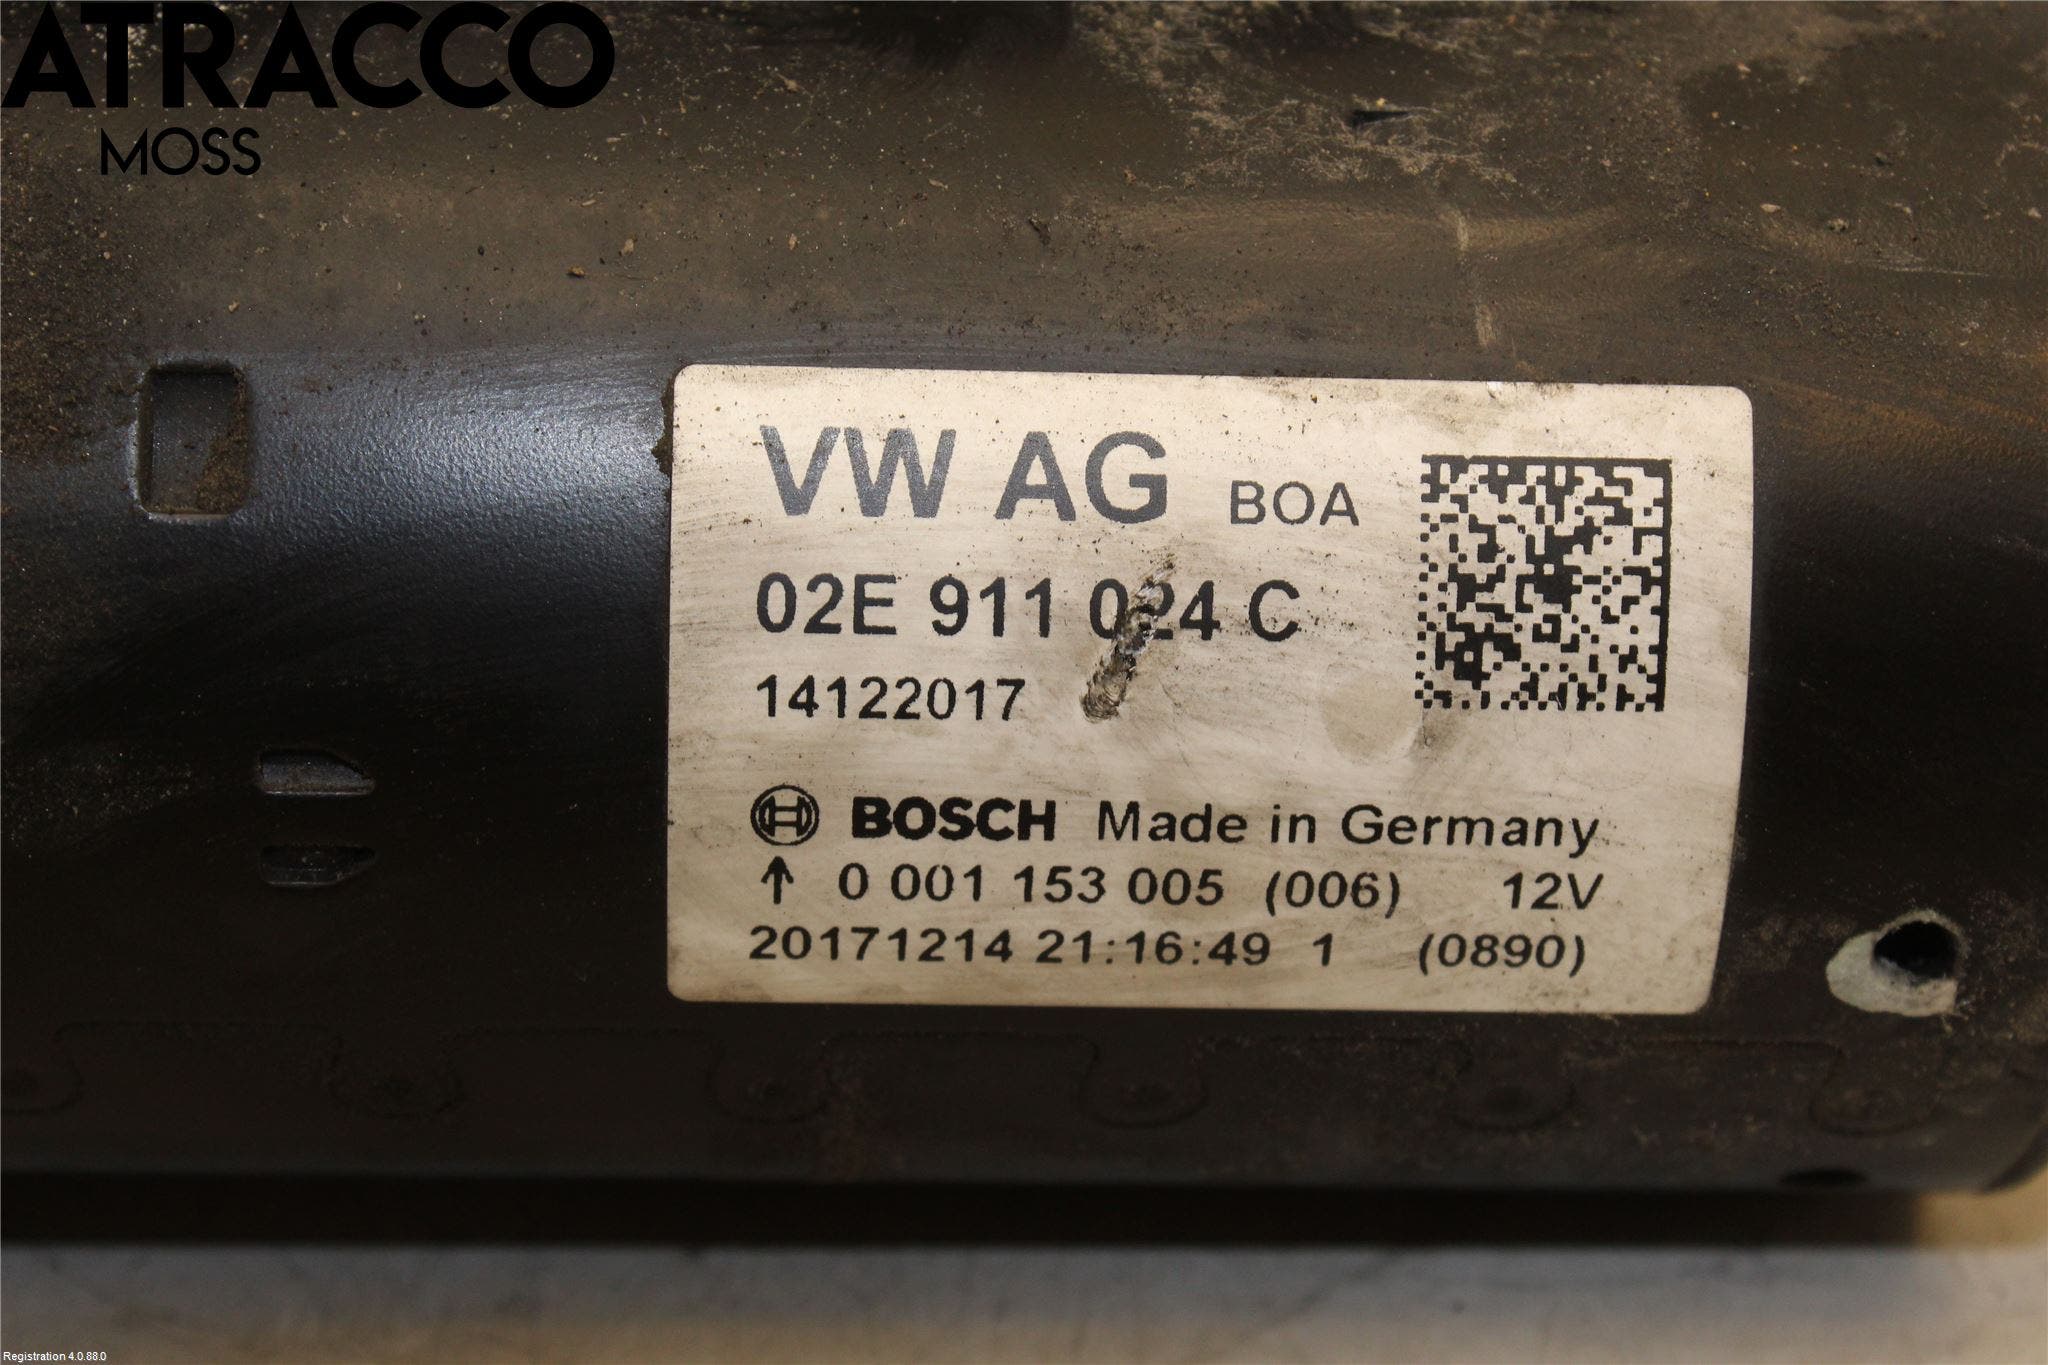 ATRACCO
MOSS
VW AG BOA
02E 911 024 C
14122017
BOSCH Made in Germany
↑ 0 001 153 005 (006) 12V
20171214 21:16:49 1 (0890)
Registration 4.0.88.0